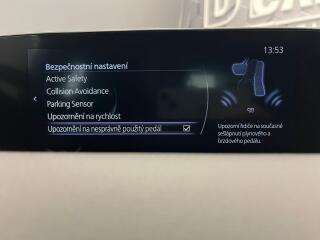 13:53
Bezpečnostní nastavení
Active Safety
Collision Avoidance
Parking Sensor
Upozornění na rychlost
Upozornění na nesprávně použitý pedál
Upozorní řidiče na současné
sešlápnutí plynového a
brzdového pedálu.